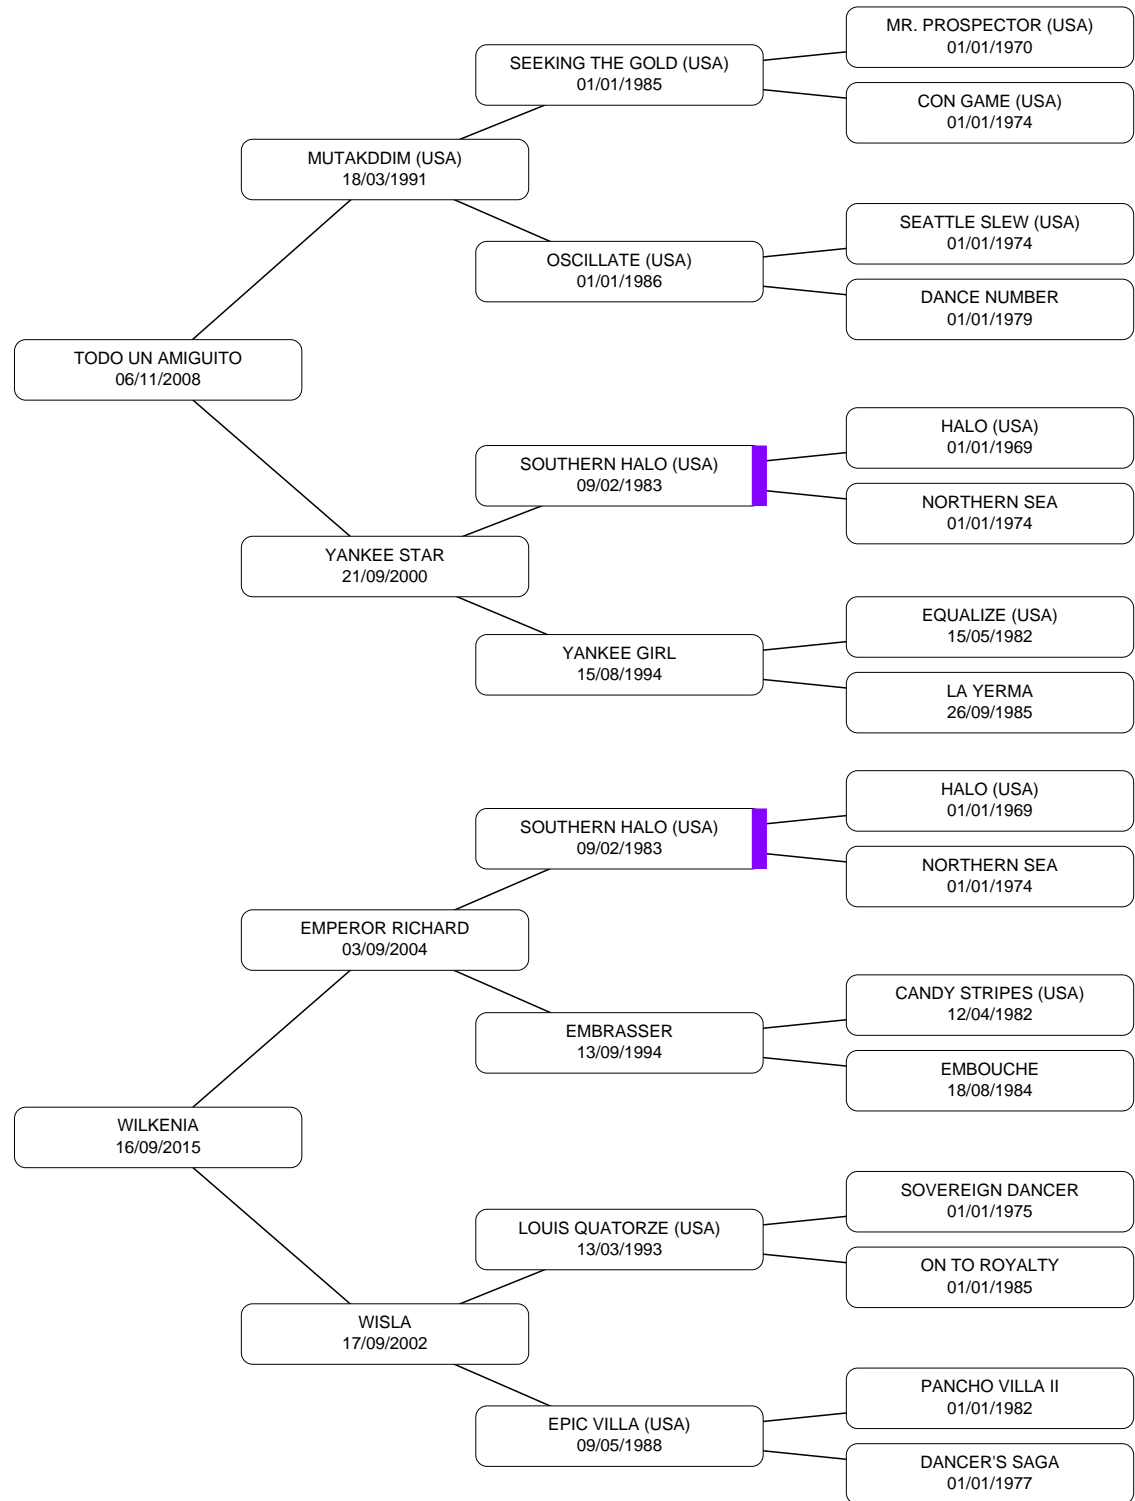 MR. PROSPECTOR (USA)
01/01/1970
SEEKING THE GOLD (USA)
01/01/1985
CON GAME (USA)
01/01/1974
MUTAKDDIM (USA)
18/03/1991
SEATTLE SLEW (USA)
01/01/1974
OSCILLATE (USA)
01/01/1986
DANCE NUMBER
01/01/1979
TODO UN AMIGUITO
06/11/2008
HALO (USA)
01/01/1969
SOUTHERN HALO (USA)
09/02/1983
NORTHERN SEA
01/01/1974
YANKEE STAR
21/09/2000
EQUALIZE (USA)
15/05/1982
YANKEE GIRL
15/08/1994
LA YERMA
26/09/1985
HALO (USA)
01/01/1969
SOUTHERN HALO (USA)
09/02/1983
NORTHERN SEA
01/01/1974
EMPEROR RICHARD
03/09/2004
CANDY STRIPES (USA)
12/04/1982
EMBRASSER
13/09/1994
EMBOUCHE
18/08/1984
WILKENIA
16/09/2015
SOVEREIGN DANCER
01/01/1975
LOUIS QUATORZE (USA)
13/03/1993
ON TO ROYALTY
01/01/1985
WISLA
17/09/2002
PANCHO VILLA II
01/01/1982
EPIC VILLA (USA)
09/05/1988
DANCER'S SAGA
01/01/1977